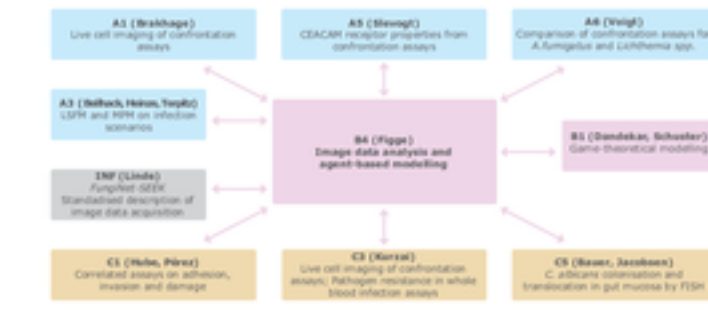 A1 (Brakhage)
Live cell imaging of confrontation
assays
A5 (Slevogt)
CEACAM receptor properties from
confrontation assays
A6 (Voigt)
Comparison of confrontation assays
A.fumigatus and Lichtheimia spp.
A3 (Beilhack, Heinze, Terpitz)
LSFM and MPM on infection
scenarios
B4 (Figge)
Image data analysis and
agent-based modelling
B1 (Dandekar, Schuster)
Game-theoretical modelling
INF (Linde)
FungiNet-SEEK
Standadised description of
image data acquisition
C1 (Hube, Pérez)
Correlated assays on adhesion,
invasion and damage
C3 (Kurzai)
Live cell imaging of confrontation
assays; Pathogen resistance in whole
blood infection assays
C5 (Bauer, Jacobsen)
C. albicans colonisation and
translocation in gut mucosa by FISH